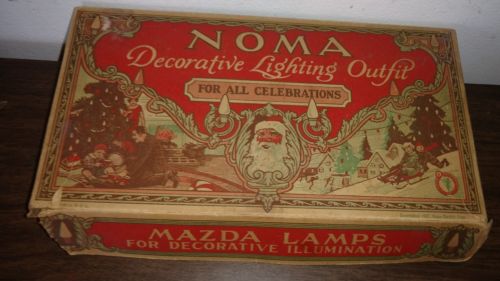 NOMA
Decorative Lighting Outfit
FOR ALL CELEBRATIONS
MAZDA LAMPS
FOR DECORATIVE ILLUMINATION